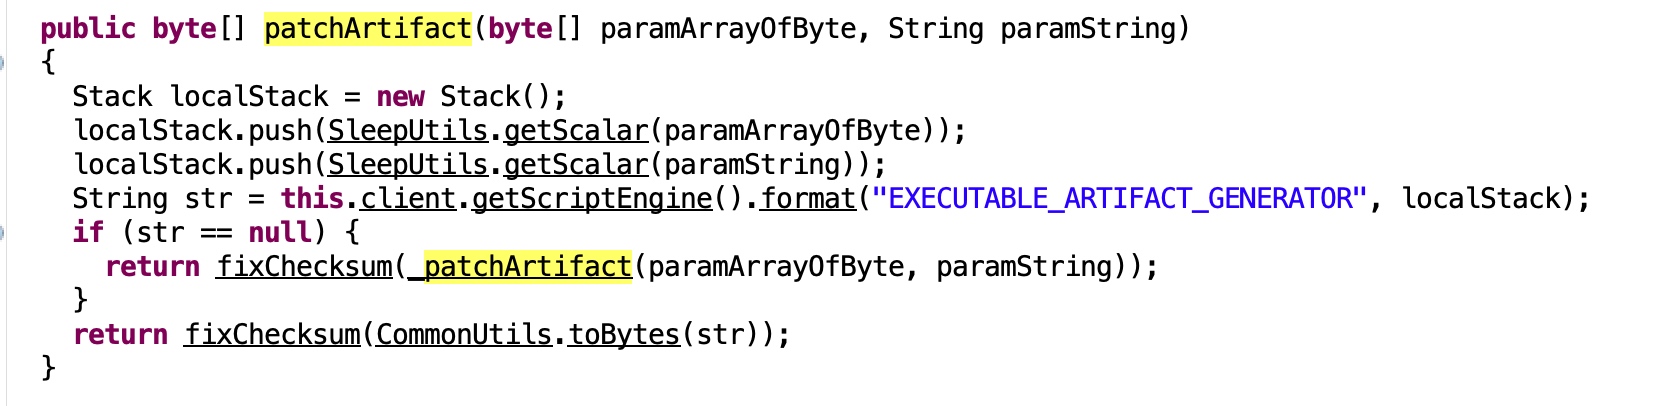 public byte[] patchArtifact(byte[] paramArrayOfByte, String paramString)
{
Stack localStack = new Stack();
localStack.push(SleepUtils.getScalar(paramArrayOfByte));
localStack.push(SleepUtils.getScalar(paramString));
String str = this.client.getScriptEngine().format("EXECUTABLE_ARTIFACT_GENERATOR", localStack);
if (str == null) {
return fixChecksum(_patchArtifact(paramArrayOfByte, paramString));
}
return fixChecksum(CommonUtils.toBytes(str));
}